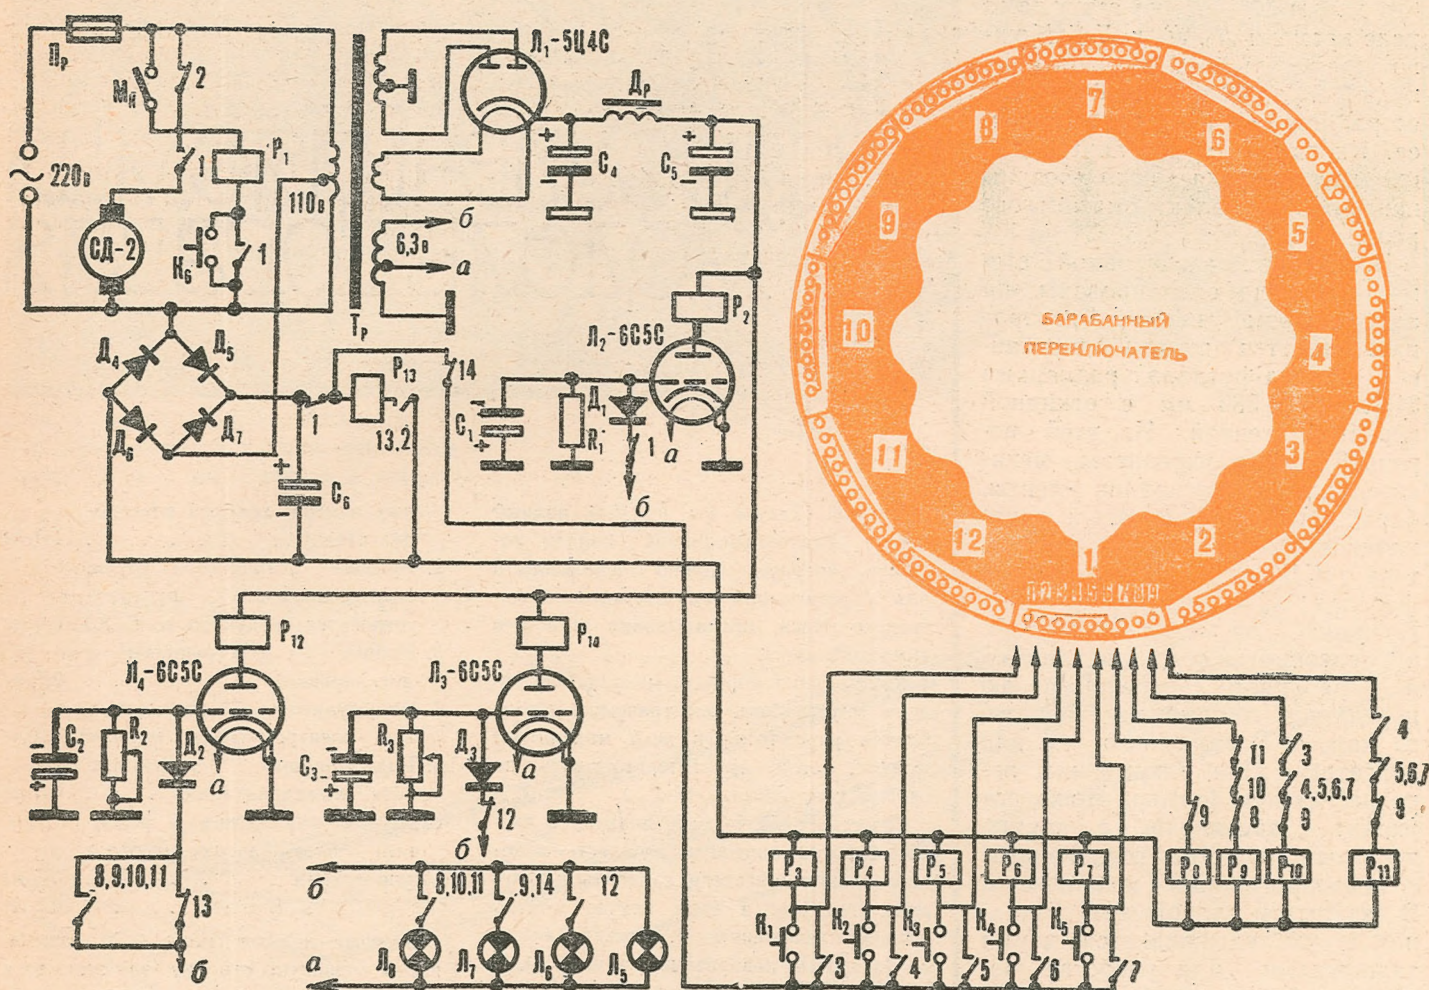 Пр
Мп
2
220в
СД-2
1
Р₁
К₆
1
110в
Тр
Л₁-5Ц4С
б
6,3в
а
Др
+
С₄
-
+
С₅
-
Р₂
Л₂-6С5С
Д₄
Д₅
Д₆
Д₇
1
Р₁₃
13,2
14
+
С₆
-
-
С₁
+
R₁
Д₁
1
а
б
Р₁₂
Л₄-6С5С
-
С₂
+
R₂
Д₂
а
8,9,10,11
13
б
Р₁₄
Л₃-6С5С
-
С₃
+
R₃
Д₃
а
12
б
б
8,10,11
9,14
12
а
Л₈
Л₇
Л₆
Л₅
7
8
6
9
5
10
4
11
3
12
2
1
БАРАБАННЫЙ
ПЕРЕКЛЮЧАТЕЛЬ
4
11
3
5,6,7
10
4,5,6,7
9
8
9
9
Р₃
Р₄
Р₅
Р₆
Р₇
Р₈
Р₉
Р₁₀
Р₁₁
К₁
К₂
К₃
К₄
К₅
3
4
5
6
7